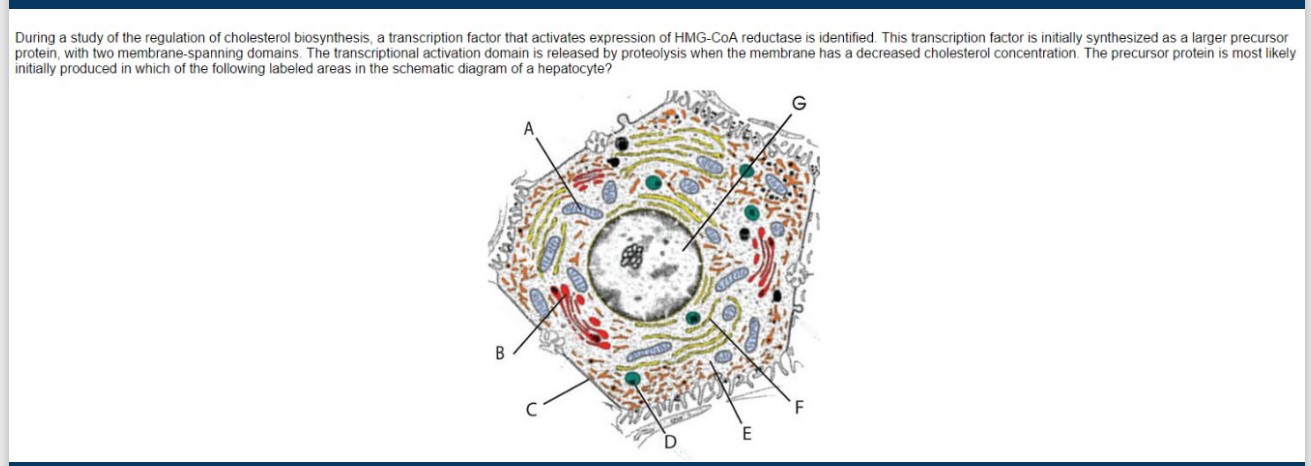 During a study of the regulation of cholesterol biosynthesis, a transcription factor that activates expression of HMG-CoA reductase is identified. This transcription factor is initially synthesized as a larger precursor
protein, with two membrane-spanning domains. The transcriptional activation domain is released by proteolysis when the membrane has a decreased cholesterol concentration. The precursor protein is most likely
initially produced in which of the following labeled areas in the schematic diagram of a hepatocyte?
G
A
B
C
F
E
D